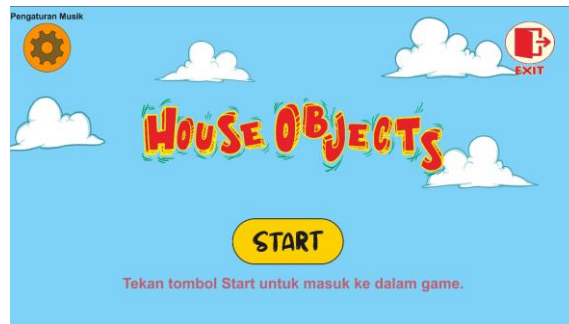 Pengaturan Musik
EXIT
HOUSE OBJECTS
START
Tekan tombol Start untuk masuk ke dalam game.